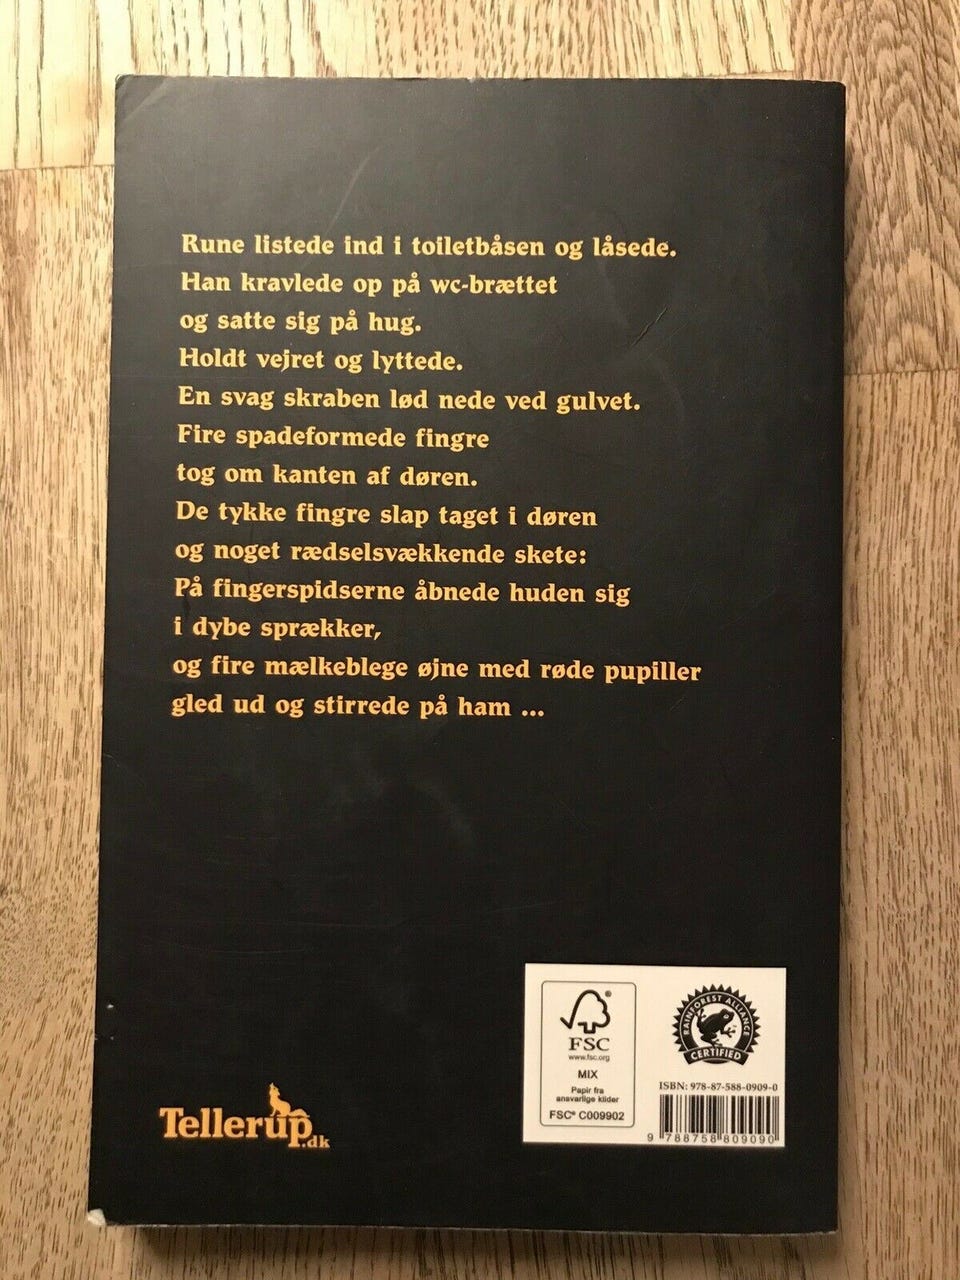 Rune listede ind i toiletbåsen og låsede.
Han kravlede op på wc-brættet
og satte sig på hug.
Holdt vejret og lyttede.
En svag skraben lød nede ved gulvet.
Fire spadeformede fingre
tog om kanten af døren.
De tykke fingre slap taget i døren
og noget rædselsvækkende skete:
På fingerspidserne åbnede huden sig
i dybe sprækker,
og fire mælkeblege øjne med røde pupiller
gled ud og stirrede på ham ...
FSC
www.fsc.org
MIX
Papir fra
ansvarlige kilder
FSC® C009902
RAINFOREST ALLIANCE
CERTIFIED
ISBN: 978-87-588-0909-0
9 788758 809090
Tellerup.dk